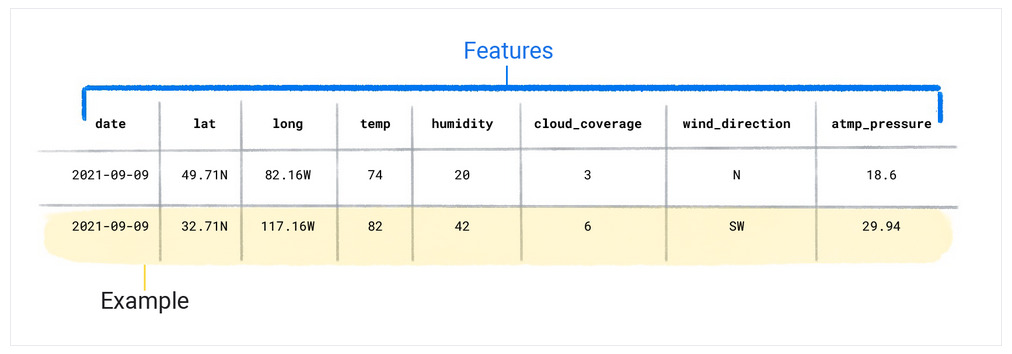 Features
date lat long temp humidity cloud_coverage wind_direction atmp_pressure
2021-09-09 49.71N 82.16W 74 20 3 N 18.6
2021-09-09 32.71N 117.16W 82 42 6 SW 29.94
Example